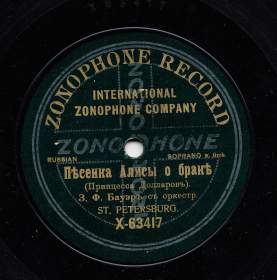 ZONOPHONE RECORD
INTERNATIONAL
ZONOPHONE COMPANY
ZONOPHONE
RUSSIAN SOPRANO w. Orch.
Пѣсенка Алисы о бракѣ
(Принцесса Долларовъ)
З. Ф. Бауэръ съ оркестр.
ST. PETERSBURG.
X-63417